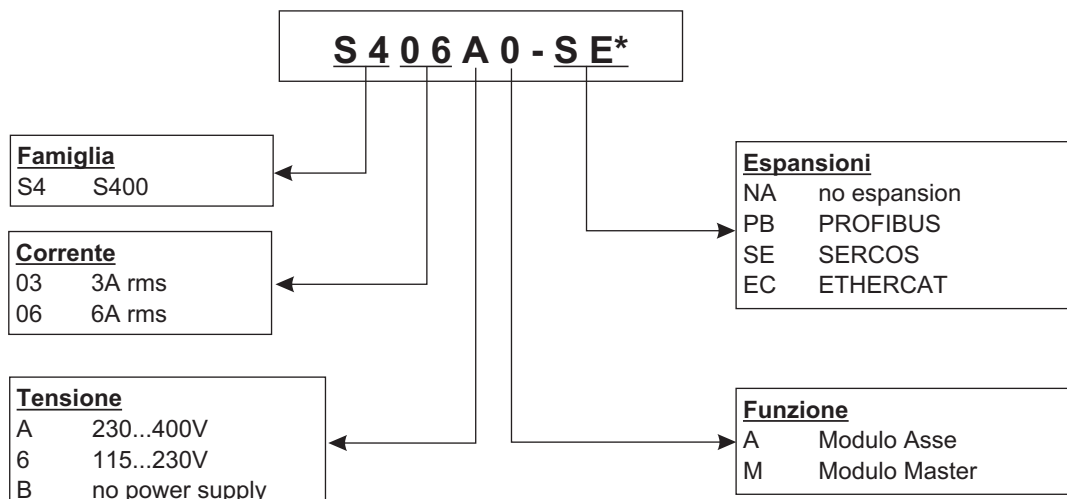 S406A0-SE*
Famiglia
S4 S400
Corrente
03 3A rms
06 6A rms
Tensione
A 230...400V
6 115...230V
B no power supply
Espansioni
NA no espansion
PB PROFIBUS
SE SERCOS
EC ETHERCAT
Funzione
A Modulo Asse
M Modulo Master